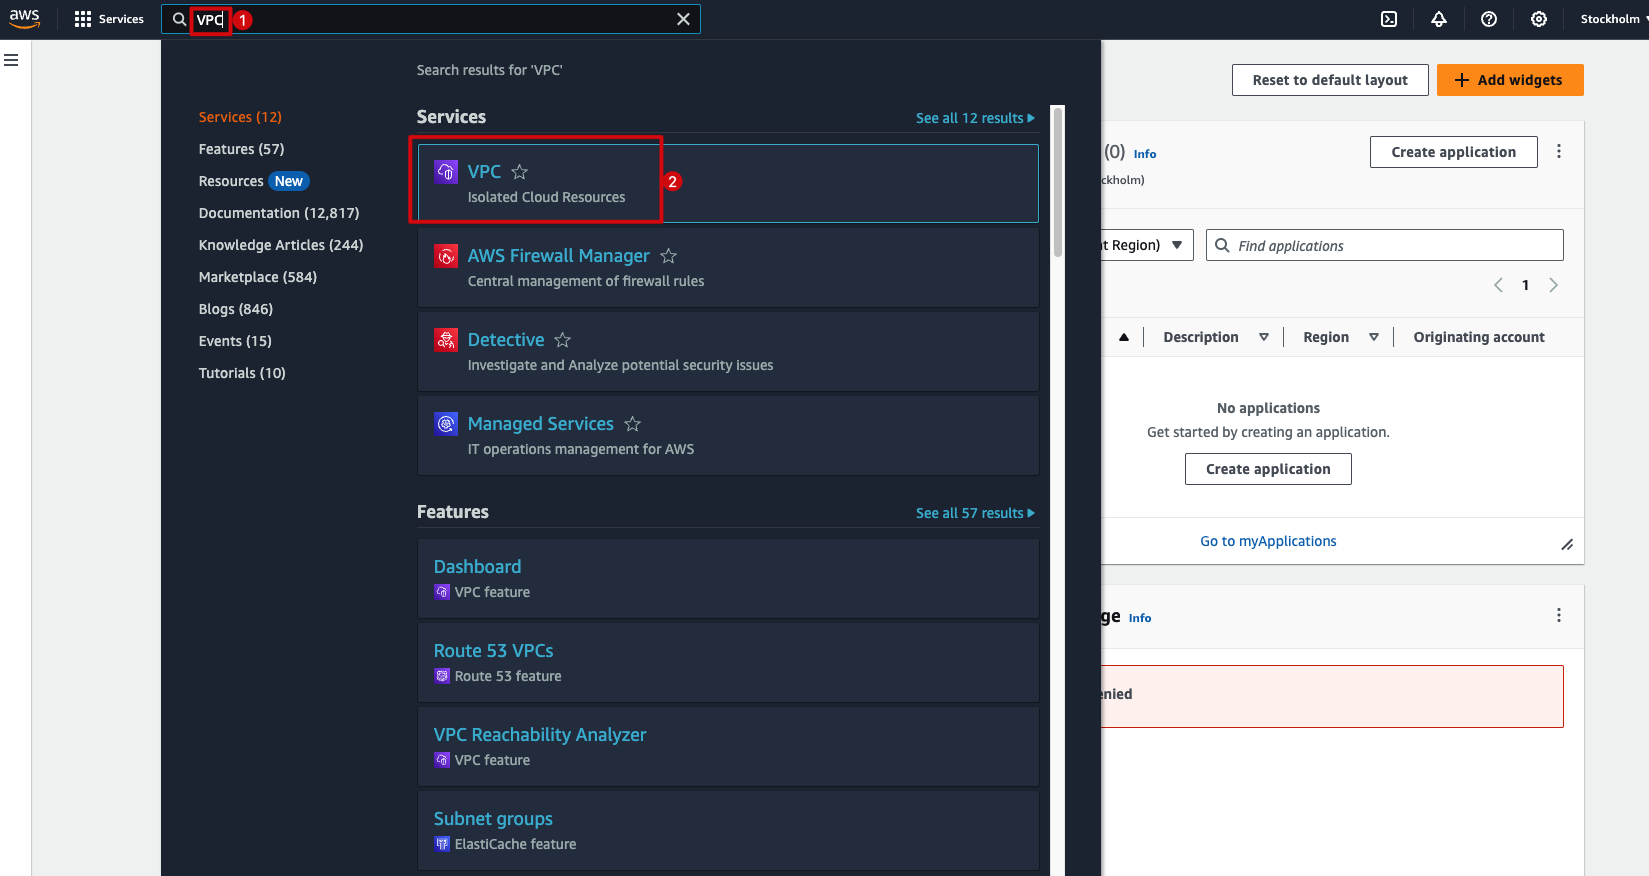 aws
Services
VPC
1
Stockholm
Search results for 'VPC'
Services (12)
Features (57)
Resources New
Documentation (12,817)
Knowledge Articles (244)
Marketplace (584)
Blogs (846)
Events (15)
Tutorials (10)
Services
See all 12 results
VPC
Isolated Cloud Resources
2
AWS Firewall Manager
Central management of firewall rules
Detective
Investigate and Analyze potential security issues
Managed Services
IT operations management for AWS
Features
See all 57 results
Dashboard
VPC feature
Route 53 VPCs
Route 53 feature
VPC Reachability Analyzer
VPC feature
Subnet groups
ElastiCache feature
Reset to default layout
Add widgets
(0) Info
Create application
ckholm)
t Region)
Find applications
1
Description
Region
Originating account
No applications
Get started by creating an application.
Create application
Go to myApplications
ge Info
enied